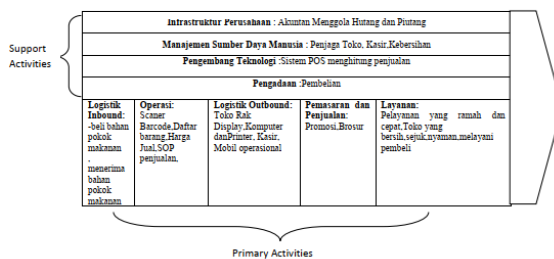 Support
Activities
Infrastruktur Perusahaan : Akuntan Menggola Hutang dan Piutang
Manajemen Sumber Daya Manusia : Penjaga Toko, Kasir,Kebersihan
Pengembang Teknologi :Sistem POS menghitung penjualan
Pengadaan :Pembelian
Logistik
Inbound:
-beli bahan
pokok
makanan
,
menerima
bahan
pokok
makanan
Operasi:
Scaner
Barcode,Daftar
barang,Harga
Jual,SOP
penjualan,
Logistik Outbound:
Toko Rak
Display,Komputer
danPrinter, Kasir,
Mobil operasional
Pemasaran dan
Penjualan:
Promosi,Brosur
Layanan:
Pelayanan yang ramah dan
cepat,Toko yang
bersih,sejuk,nyaman,melayani
pembeli
Primary Activities